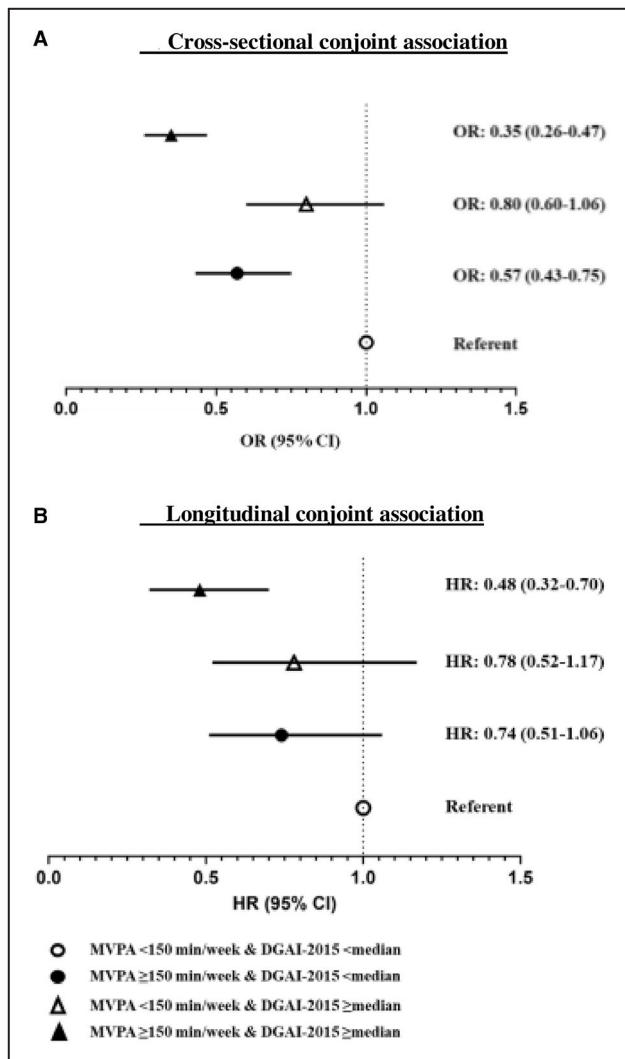 A
Cross-sectional conjoint association
OR: 0.35 (0.26-0.47)
OR: 0.80 (0.60-1.06)
OR: 0.57 (0.43-0.75)
Referent
0.0 0.5 1.0 1.5
OR (95% CI)
B
Longitudinal conjoint association
HR: 0.48 (0.32-0.70)
HR: 0.78 (0.52-1.17)
HR: 0.74 (0.51-1.06)
Referent
0.0 0.5 1.0 1.5
HR (95% CI)
MVPA <150 min/week & DGAI-2015 <median
MVPA ≥150 min/week & DGAI-2015 <median
MVPA <150 min/week & DGAI-2015 ≥median
MVPA ≥150 min/week & DGAI-2015 ≥median